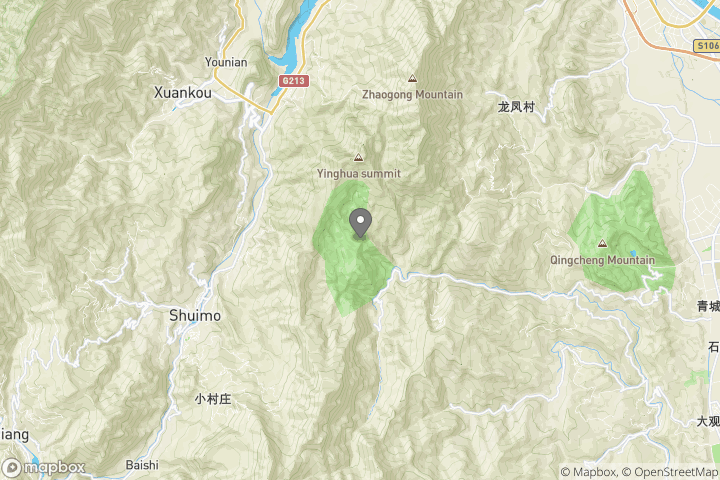 S106
Younian
G213
Xuankou
Zhaogong Mountain
龙凤村
Yinghua summit
Qingcheng Mountain
青城
Shuimo
石
小村庄
大观
iang
Baishi
mapbox
© Mapbox, © OpenStreetMap